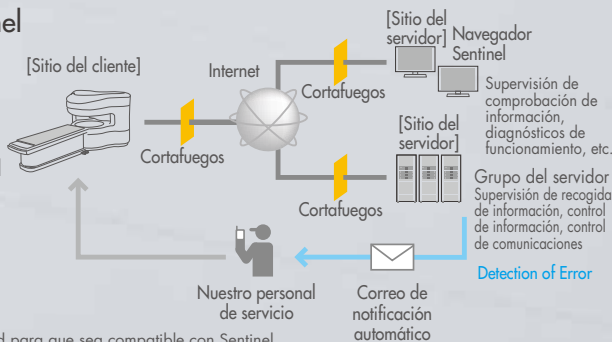 [Sitio del cliente]
Cortafuegos
Internet
Cortafuegos
[Sitio del
servidor]
Navegador
Sentinel
Supervisión de
comprobación de
información,
diagnósticos de
funcionamiento, etc.
Cortafuegos
[Sitio del
servidor]
Grupo del servidor
Supervisión de recogida
de información, control
de información, control
de comunicaciones
Detection of Error
Correo de
notificación
automático
Nuestro personal
de servicio
para que sea compatible con Sentinel